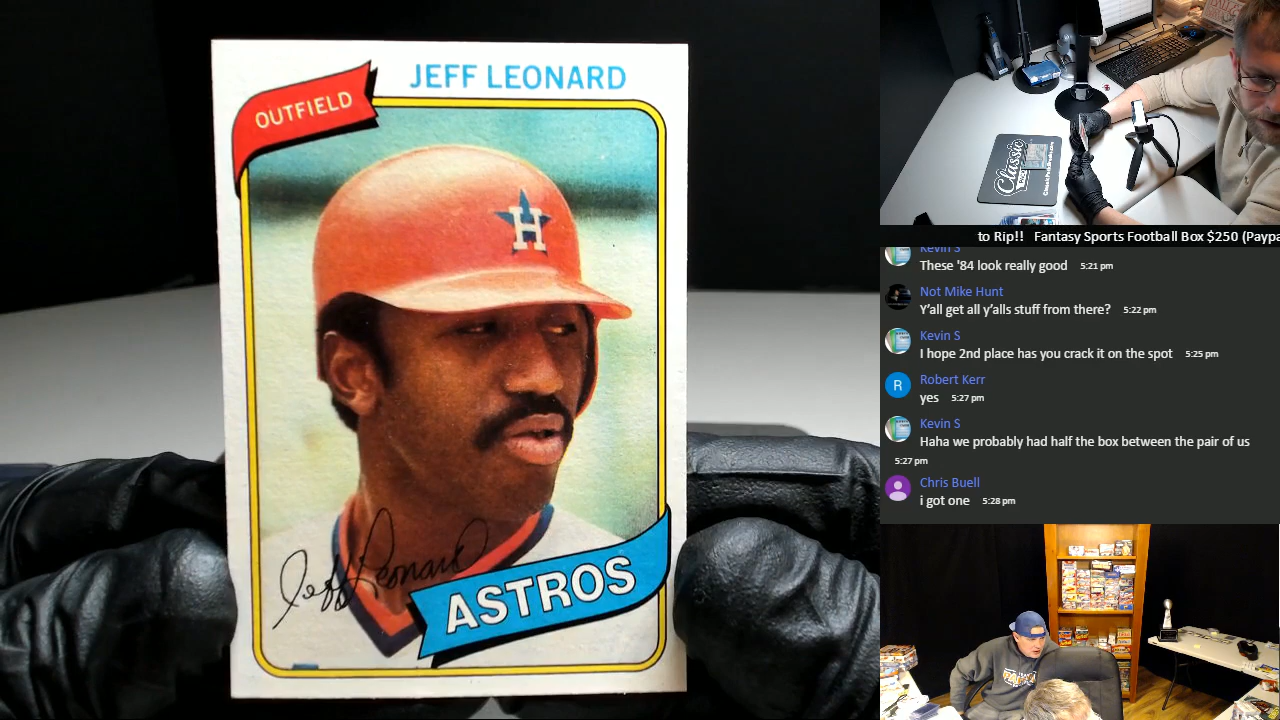 JEFF LEONARD
OUTFIELD
H
Jeff Leonard
ASTROS
Classic
to Rip!! Fantasy Sports Football Box $250 (Paypa
Kevin S
These '84 look really good 5:21 pm
Not Mike Hunt
Y'all get all y'alls stuff from there? 5:22 pm
Kevin S
I hope 2nd place has you crack it on the spot 5:25 pm
R
Robert Kerr
yes 5:27 pm
Kevin S
Haha we probably had half the box between the pair of us
5:27 pm
Chris Buell
i got one 5:28 pm